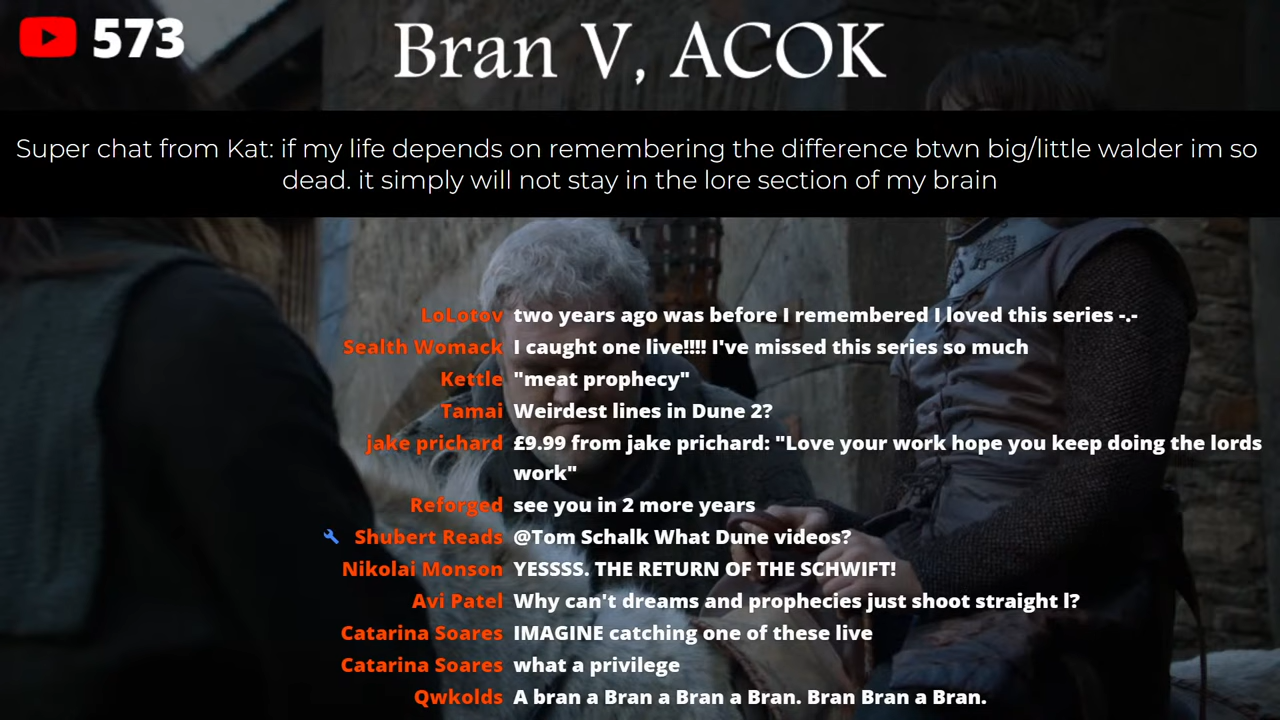 573
Bran V, ACOK
Super chat from Kat: if my life depends on remembering the difference btwn big/little walder im so
dead. it simply will not stay in the lore section of my brain
LoLotov two years ago was before I remembered I loved this series -.-
Sealth Womack I caught one live!!!! I've missed this series so much
Kettle "meat prophecy"
Tamai Weirdest lines in Dune 2?
jake prichard £9.99 from jake prichard: "Love your work hope you keep doing the lords
work"
Reforged see you in 2 more years
Shubert Reads @Tom Schalk What Dune videos?
Nikolai Monson YESSSS. THE RETURN OF THE SCHWIFT!
Avi Patel Why can't dreams and prophecies just shoot straight l?
Catarina Soares IMAGINE catching one of these live
Catarina Soares what a privilege
Qwkolds A bran a Bran a Bran a Bran. Bran Bran a Bran.